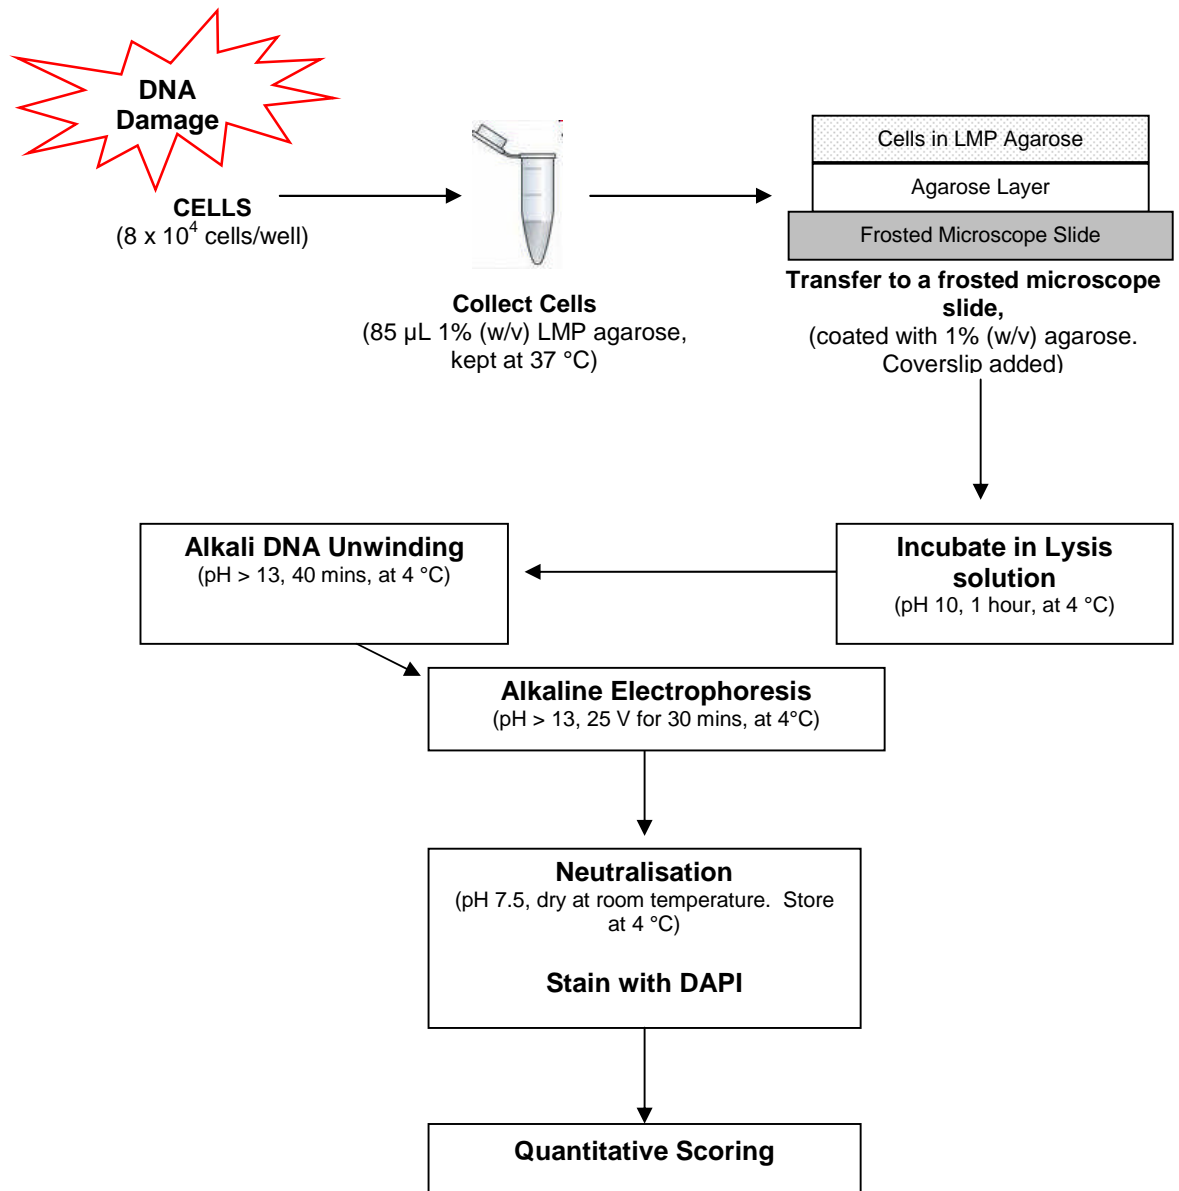 DNA
Damage
CELLS
(8 x 10^4 cells/well)
Collect Cells
(85 µL 1% (w/v) LMP agarose,
kept at 37 °C)
Cells in LMP Agarose
Agarose Layer
Frosted Microscope Slide
Transfer to a frosted microscope
slide,
(coated with 1% (w/v) agarose.
Coverslip added)
Incubate in Lysis
solution
(pH 10, 1 hour, at 4 °C)
Alkali DNA Unwinding
(pH > 13, 40 mins, at 4 °C)
Alkaline Electrophoresis
(pH > 13, 25 V for 30 mins, at 4°C)
Neutralisation
(pH 7.5, dry at room temperature.  Store
at 4 °C)
Stain with DAPI
Quantitative Scoring